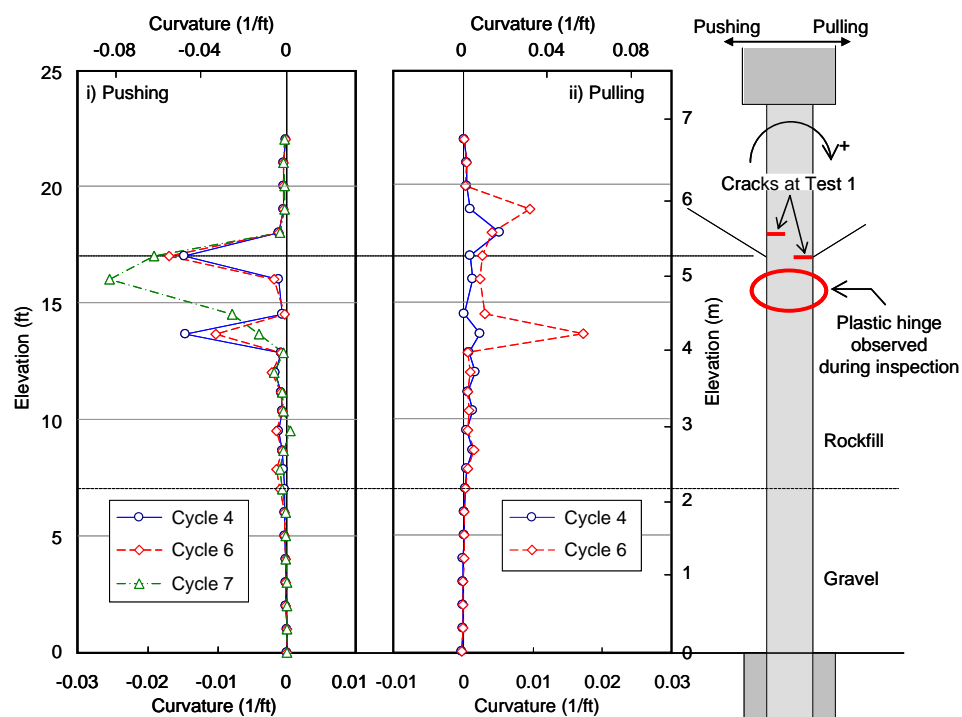 Curvature (1/ft)
-0.08 -0.04 0
Curvature (1/ft)
0 0.04 0.08
Pushing Pulling
25
20
15
10
5
0
Elevation (ft)
i) Pushing
ii) Pulling
7
6
5
4
3
2
1
0
Elevation (m)
+
Cracks at Test 1
Plastic hinge
observed
during inspection
Rockfill
Gravel
Cycle 4
Cycle 6
Cycle 7
Cycle 4
Cycle 6
-0.03 -0.02 -0.01 0 0.01
Curvature (1/ft)
-0.01 0 0.01 0.02 0.03
Curvature (1/ft)